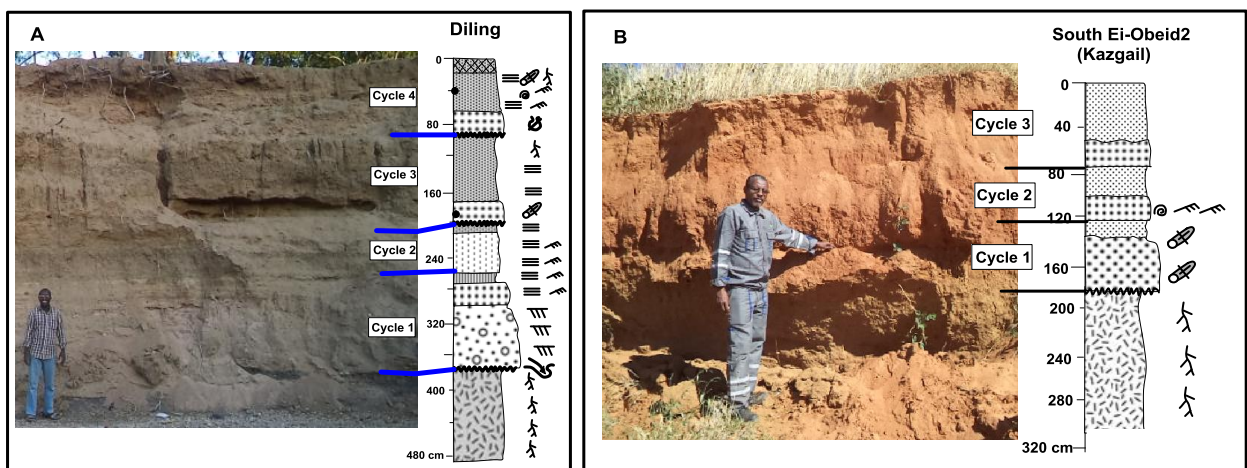 A
Diling
0
Cycle 4
80
Cycle 3
160
Cycle 2
240
Cycle 1
320
400
480 cm
B
South Ei-Obeid2
(Kazgail)
0
Cycle 3
40
80
Cycle 2
120
Cycle 1
160
200
240
280
320 cm